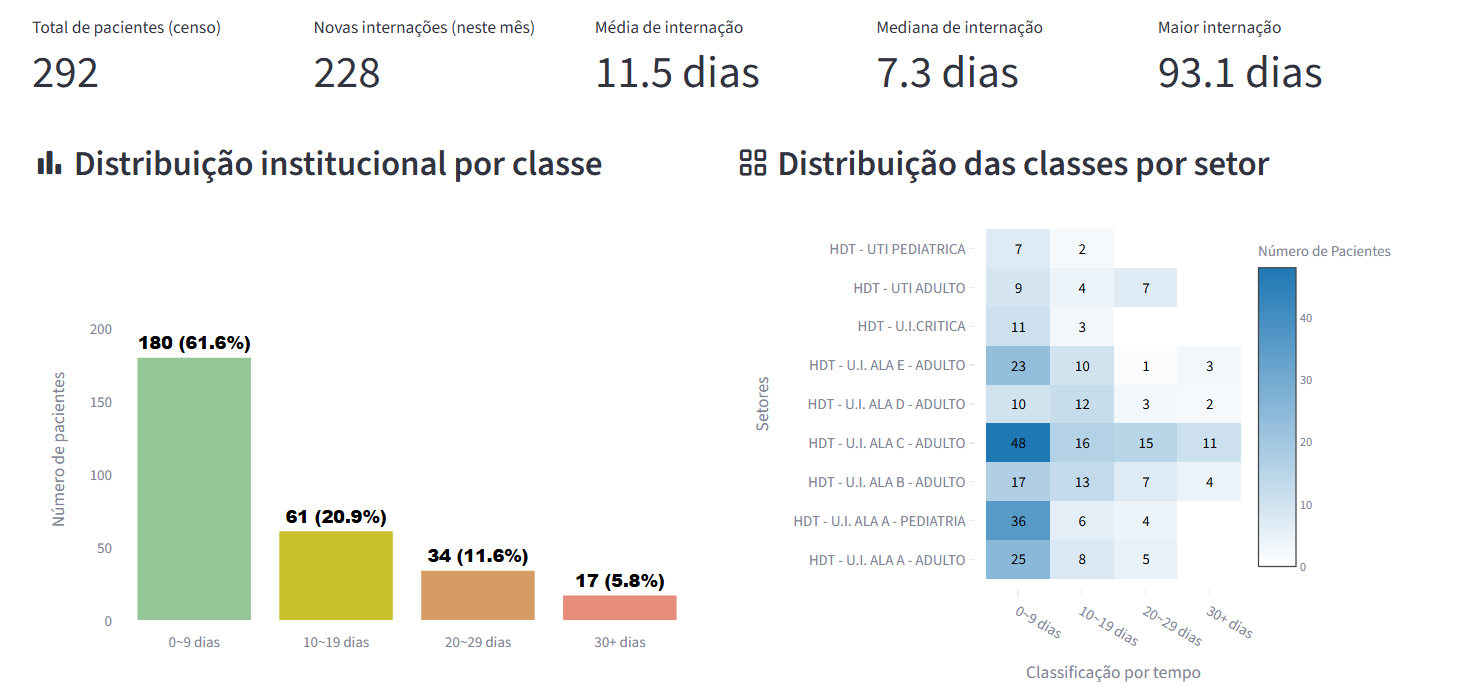 Total de pacientes (censo)
292
Novas internações (neste mês)
228
Média de internação
11.5 dias
Mediana de internação
7.3 dias
Maior internação
93.1 dias
Distribuição institucional por classe
Número de pacientes
200
150
100
50
0
180 (61.6%)
61 (20.9%)
34 (11.6%)
17 (5.8%)
0~9 dias
10~19 dias
20~29 dias
30+ dias
Distribuição das classes por setor
Setores
HDT - UTI PEDIATRICA 7 2
HDT - UTI ADULTO 9 4 7
HDT - U.I.CRITICA 11 3
HDT - U.I. ALA E - ADULTO 23 10 1 3
HDT - U.I. ALA D - ADULTO 10 12 3 2
HDT - U.I. ALA C - ADULTO 48 16 15 11
HDT - U.I. ALA B - ADULTO 17 13 7 4
HDT - U.I. ALA A - PEDIATRIA 36 6 4
HDT - U.I. ALA A - ADULTO 25 8 5
0~9 dias
10~19 dias
20~29 dias
30+ dias
Classificação por tempo
Número de Pacientes
40
30
20
10
0